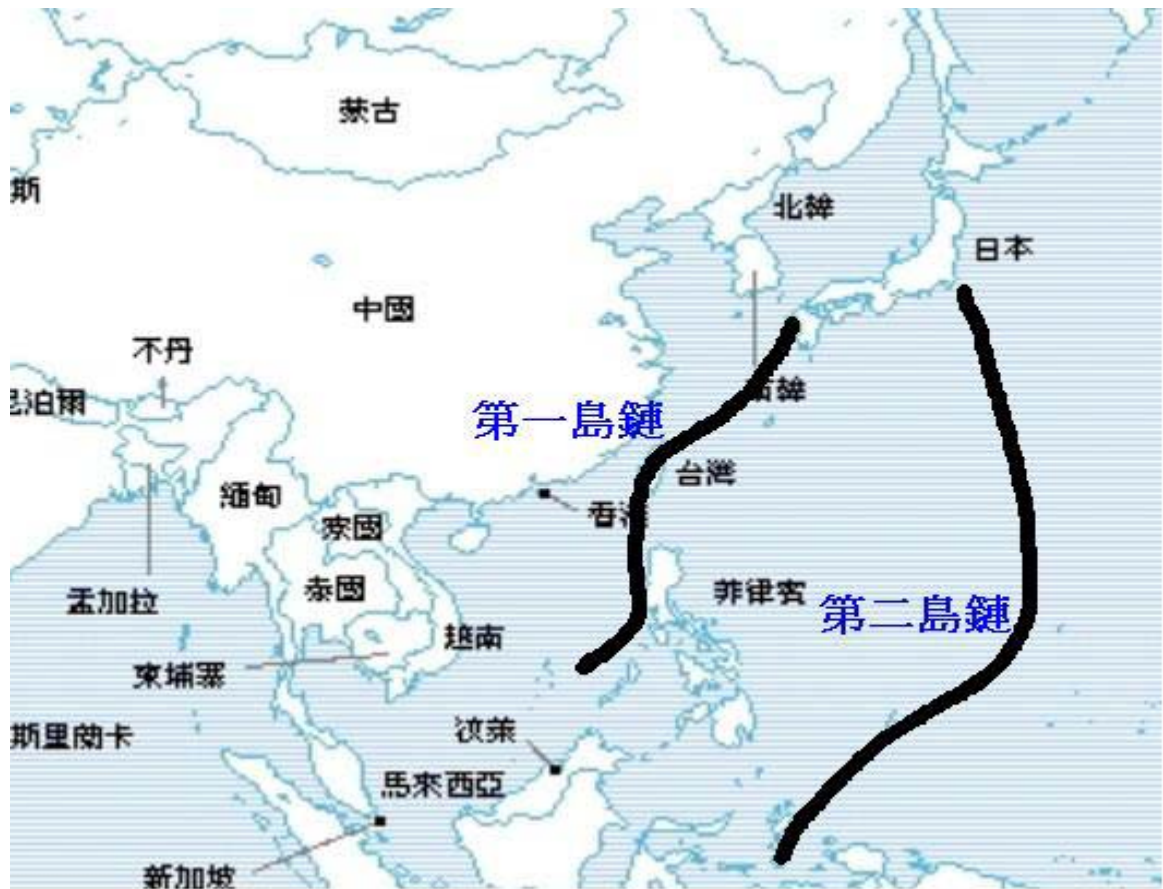 蒙古
斯
北韓
日本
中國
不丹
尼泊爾
第一島鏈
南韓
台灣
緬甸
香港
寮國
泰國
孟加拉
菲律賓
第二島鏈
越南
柬埔寨
斯里蘭卡
汶萊
馬來西亞
新加坡